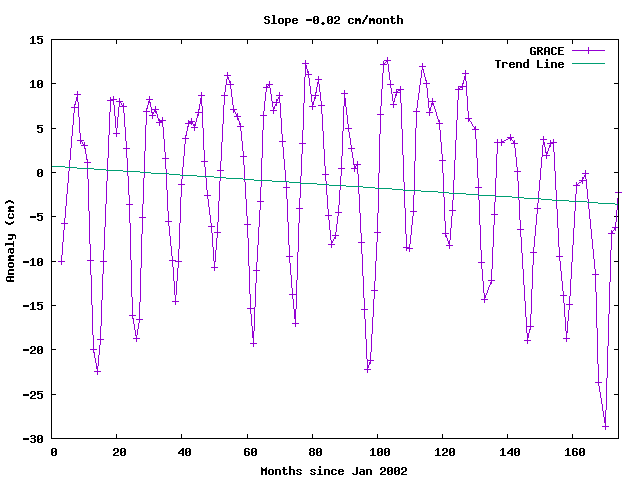 Slope -0.02 cm/month
GRACE
Trend Line
15
10
5
0
-5
-10
-15
-20
-25
-30
Anomaly (cm)
0 20 40 60 80 100 120 140 160
Months since Jan 2002